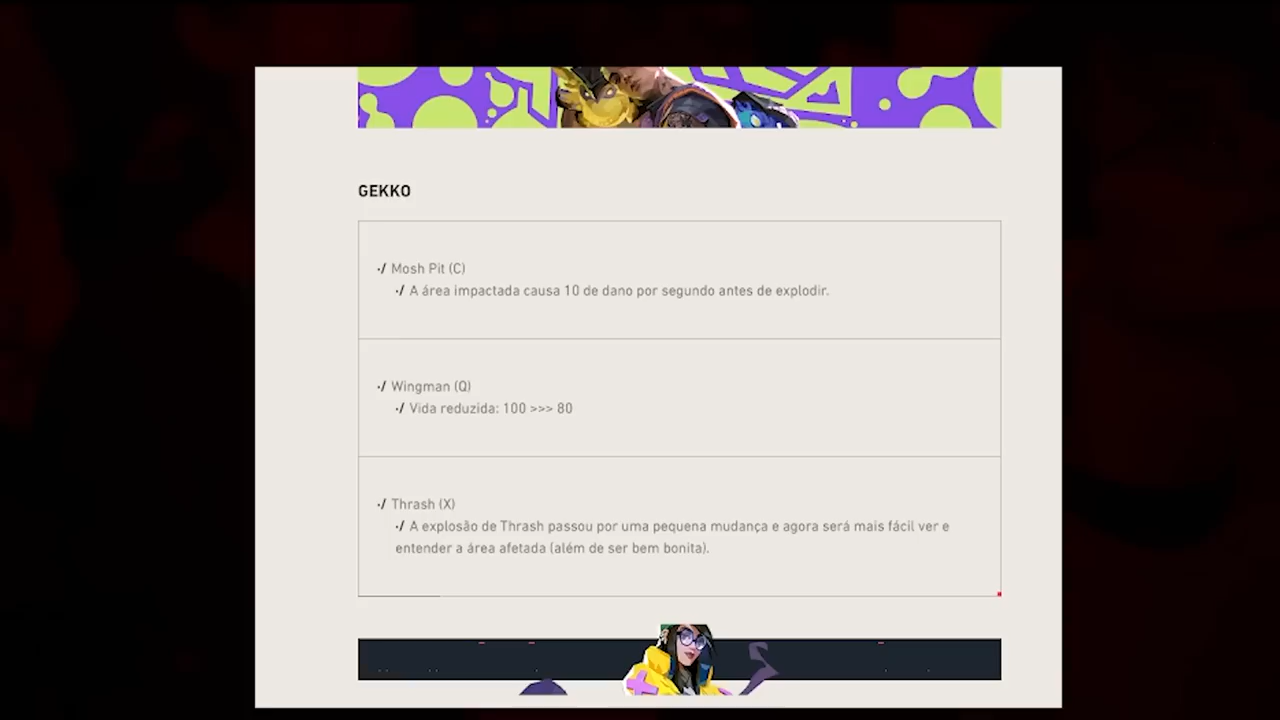 GEKKO
·/ Mosh Pit (C)
·/ A área impactada causa 10 de dano por segundo antes de explodir.
·/ Wingman (Q)
·/ Vida reduzida: 100 >>> 80
·/ Thrash (X)
·/ A explosão de Thrash passou por uma pequena mudança e agora será mais fácil ver e
entender a área afetada (além de ser bem bonita).